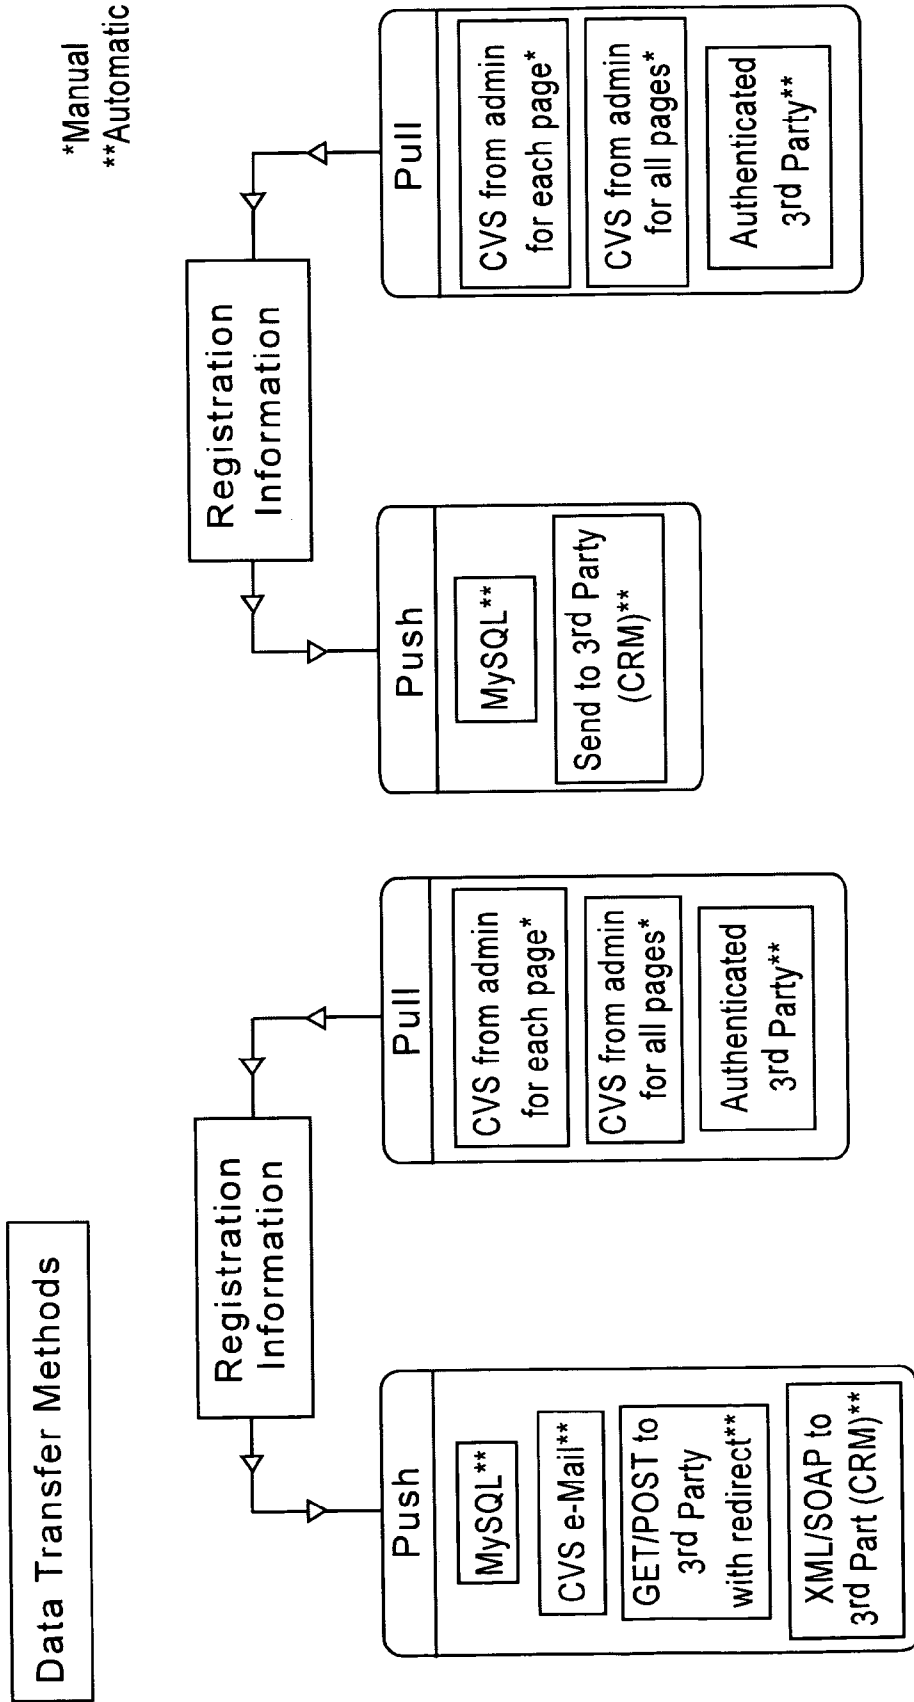 Data Transfer Methods
*Manual
**Automatic
Registration
Information
Push
MySQL**
CVS e-Mail**
GET/POST to
3rd Party
with redirect**
XML/SOAP to
3rd Part (CRM)**
Pull
CVS from admin
for each page*
CVS from admin
for all pages*
Authenticated
3rd Party**
Registration
Information
Push
MySQL**
Send to 3rd Party
(CRM)**
Pull
CVS from admin
for each page*
CVS from admin
for all pages*
Authenticated
3rd Party**